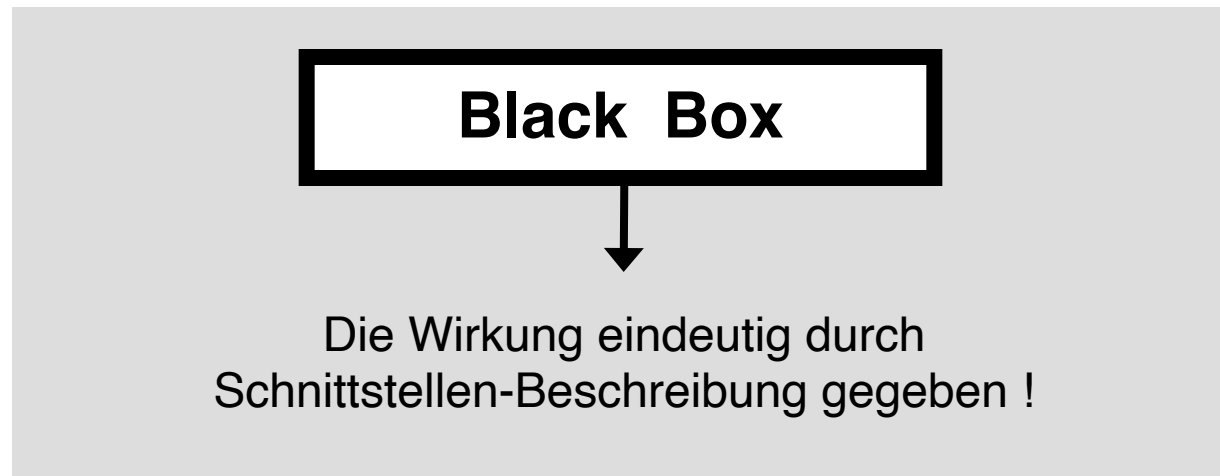 Black Box
Die Wirkung eindeutig durch
Schnittstellen-Beschreibung gegeben !